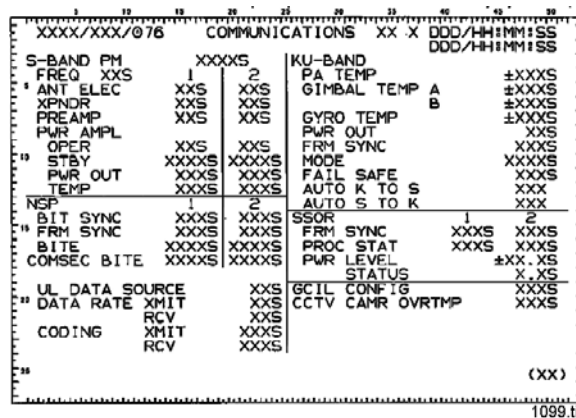 5 10 15 20 25 30 35 40 45 50
XXXX/XXX/076 COMMUNICATIONS XX X DDD/HH:MM:SS
DDD/HH:MM:SS
S-BAND PM XXXXS KU-BAND
FREQ XXS 1 2 PA TEMP ±XXXS
5 ANT ELEC XXS XXS GIMBAL TEMP A ±XXXS
XPNDR XXS XXS B ±XXXS
PREAMP XXS XXS GYRO TEMP ±XXXS
PWR AMPL PWR OUT XXS
OPER XXS XXS FRM SYNC XXXS
10 STBY XXXXS XXXXS MODE XXXXS
PWR OUT XXXS XXXS FAIL SAFE XXXS
TEMP XXXS XXXS AUTO K TO S XXX
NSP 1 2 AUTO S TO K XXX
BIT SYNC XXXS XXXS SSOR 1 2
15 FRM SYNC XXXS XXXS FRM SYNC XXXS XXXS
BITE XXXXS XXXXS PROC STAT XXXS XXXS
COMSEC BITE XXXXS XXXXS PWR LEVEL ±XX.XS
STATUS X.XS
UL DATA SOURCE XXS GCIL CONFIG XXXS
20 DATA RATE XMIT XXXS CCTV CAMR OVRTMP XXXS
RCV XXS
CODING XMIT XXXS
RCV XXXS
25 (XX)
1099.t